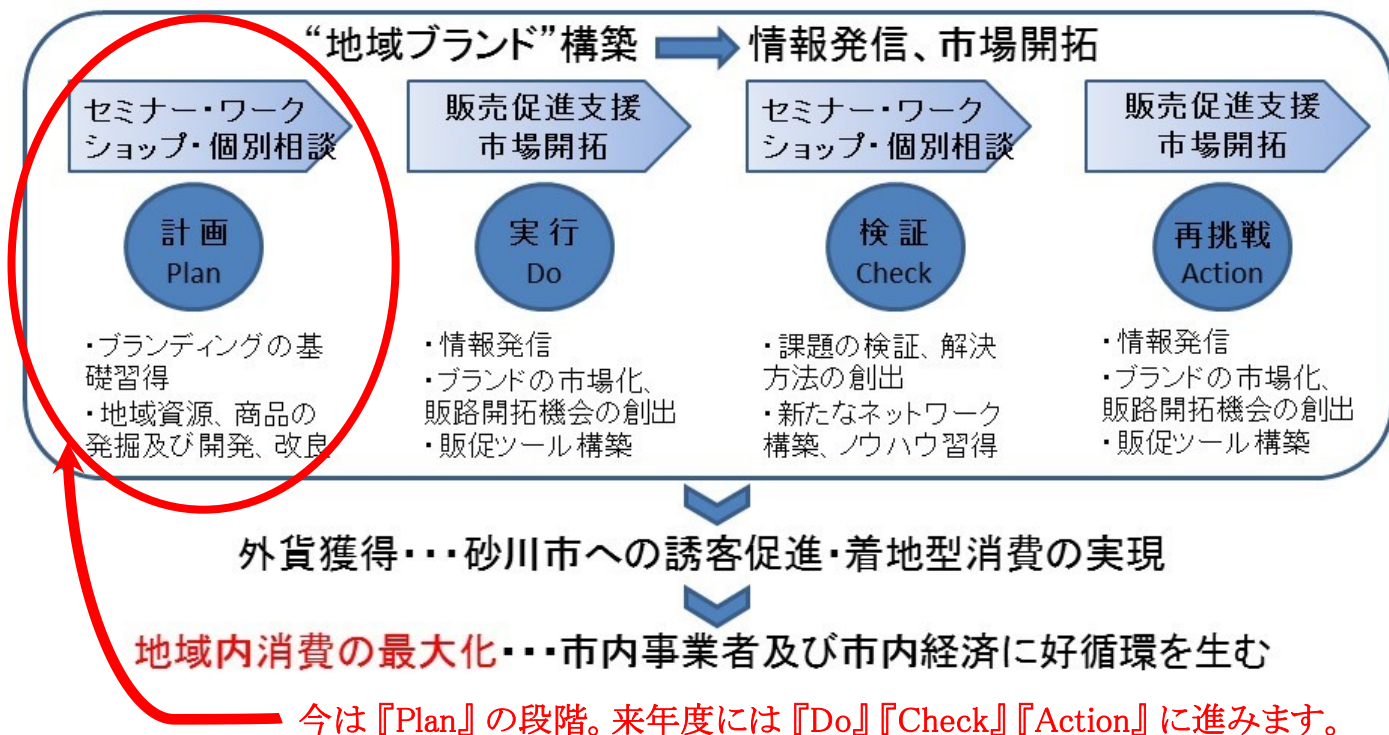 “地域ブランド”構築 情報発信、市場開拓
セミナー・ワーク
ショップ・個別相談
計画
Plan
・ブランディングの基
礎習得
・地域資源、商品の
発掘及び開発、改良
販売促進支援
市場開拓
実行
Do
・情報発信
・ブランドの市場化、
販路開拓機会の創出
・販促ツール構築
セミナー・ワーク
ショップ・個別相談
検証
Check
・課題の検証、解決
方法の創出
・新たなネットワーク
構築、ノウハウ習得
販売促進支援
市場開拓
再挑戦
Action
・情報発信
・ブランドの市場化、
販路開拓機会の創出
・販促ツール構築
外貨獲得・・・砂川市への誘客促進・着地型消費の実現
地域内消費の最大化・・・市内事業者及び市内経済に好循環を生む
今は『Plan』の段階。来年度には『Do』『Check』『Action』に進みます。